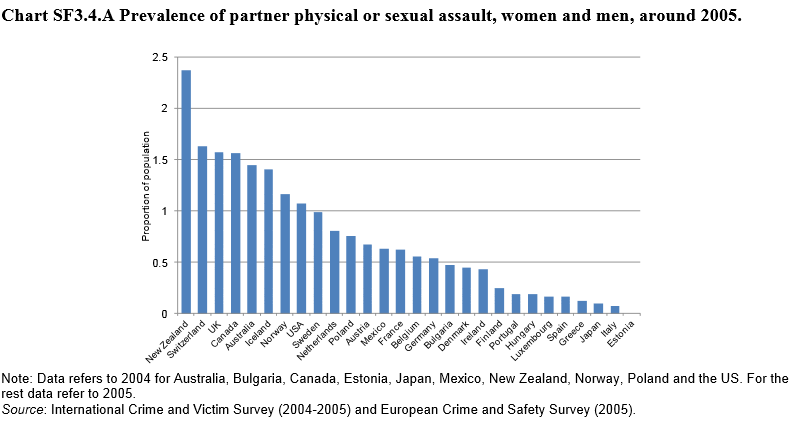 Chart SF3.4.A Prevalence of partner physical or sexual assault, women and men, around 2005.
2.5
2
1.5
1
0.5
0
Proportion of population
New Zealand
Switzerland
UK
Canada
Australia
Iceland
Norway
USA
Sweden
Netherlands
Poland
Austria
Mexico
France
Belgium
Germany
Bulgaria
Denmark
Ireland
Finland
Portugal
Hungary
Luxembourg
Spain
Greece
Japan
Italy
Estonia
Note: Data refers to 2004 for Australia, Bulgaria, Canada, Estonia, Japan, Mexico, New Zealand, Norway, Poland and the US. For the
rest data refer to 2005.
Source: International Crime and Victim Survey (2004-2005) and European Crime and Safety Survey (2005).